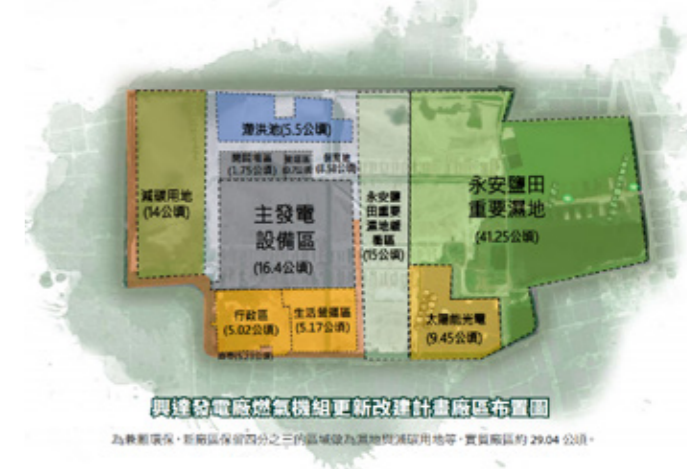 滯洪池(5.5公頃)
開關場區
(1.75公頃)
減碳用地
(14公頃)
主發電
設備區
(16.4公頃)
永安鹽
田重要
濕地緩
衝區
(15公頃)
永安鹽田
重要濕地
(41.25公頃)
行政區
(5.02公頃)
生活營運區
(5.17公頃)
太陽能光電
(9.45公頃)
興達發電廠燃氣機組更新改建計畫廠區布置圖
為兼顧環保，新廠區保留四分之三的區域做為濕地與減碳用地等，實質廠區約 29.04 公頃。